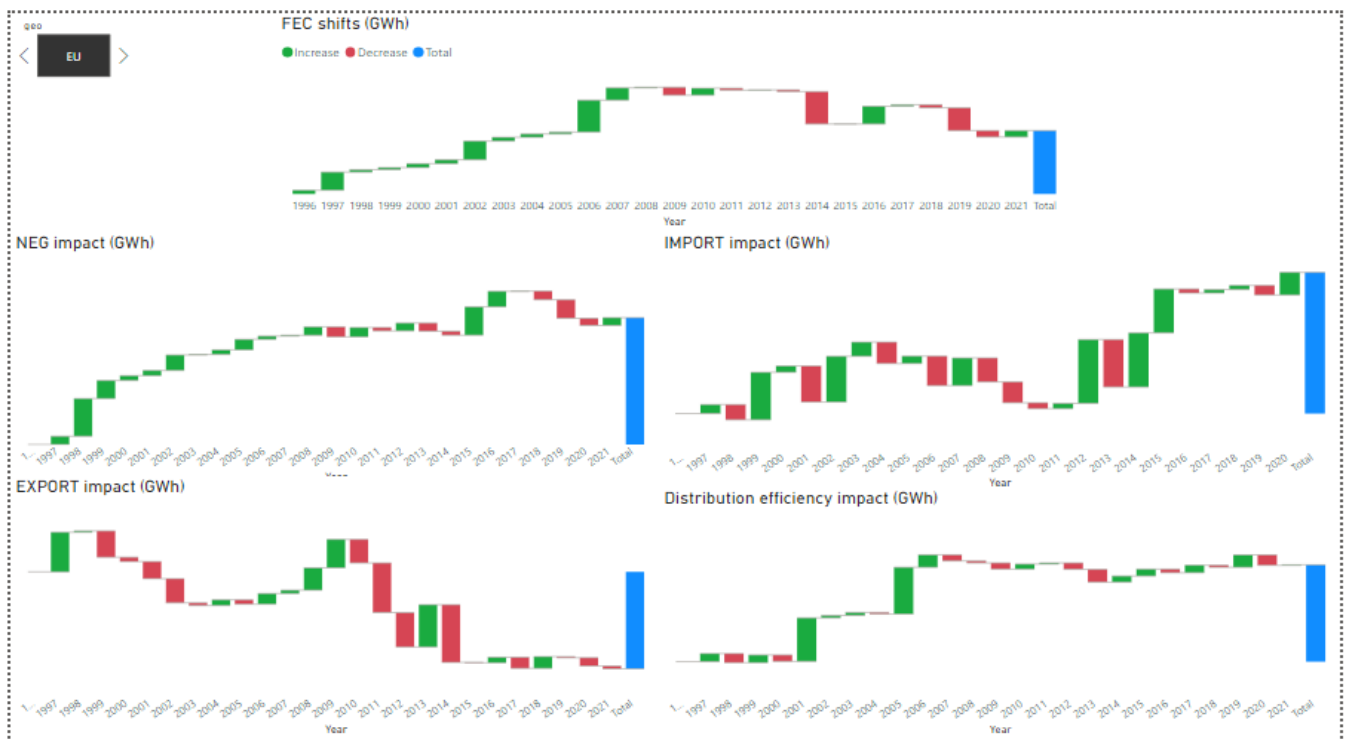 geo
EU
FEC shifts (GWh)
Increase Decrease Total
1996 1997 1998 1999 2000 2001 2002 2003 2004 2005 2006 2007 2008 2009 2010 2011 2012 2013 2014 2015 2016 2017 2018 2019 2020 2021 Total
Year
NEG impact (GWh)
1... 1997 1998 1999 2000 2001 2002 2003 2004 2005 2006 2007 2008 2009 2010 2011 2012 2013 2014 2015 2016 2017 2018 2019 2020 2021 Total
Year
IMPORT impact (GWh)
1... 1997 1998 1999 2000 2001 2002 2003 2004 2005 2006 2007 2008 2009 2010 2011 2012 2013 2014 2015 2016 2017 2018 2019 2020 Total
Year
EXPORT impact (GWh)
1... 1997 1998 1999 2000 2001 2002 2003 2004 2005 2006 2007 2008 2009 2010 2011 2012 2013 2014 2015 2016 2017 2018 2019 2020 2021 Total
Year
Distribution efficiency impact (GWh)
1... 1997 1998 1999 2000 2001 2002 2003 2004 2005 2006 2007 2008 2009 2010 2011 2012 2013 2014 2015 2016 2017 2018 2019 2020 2021 Total
Year